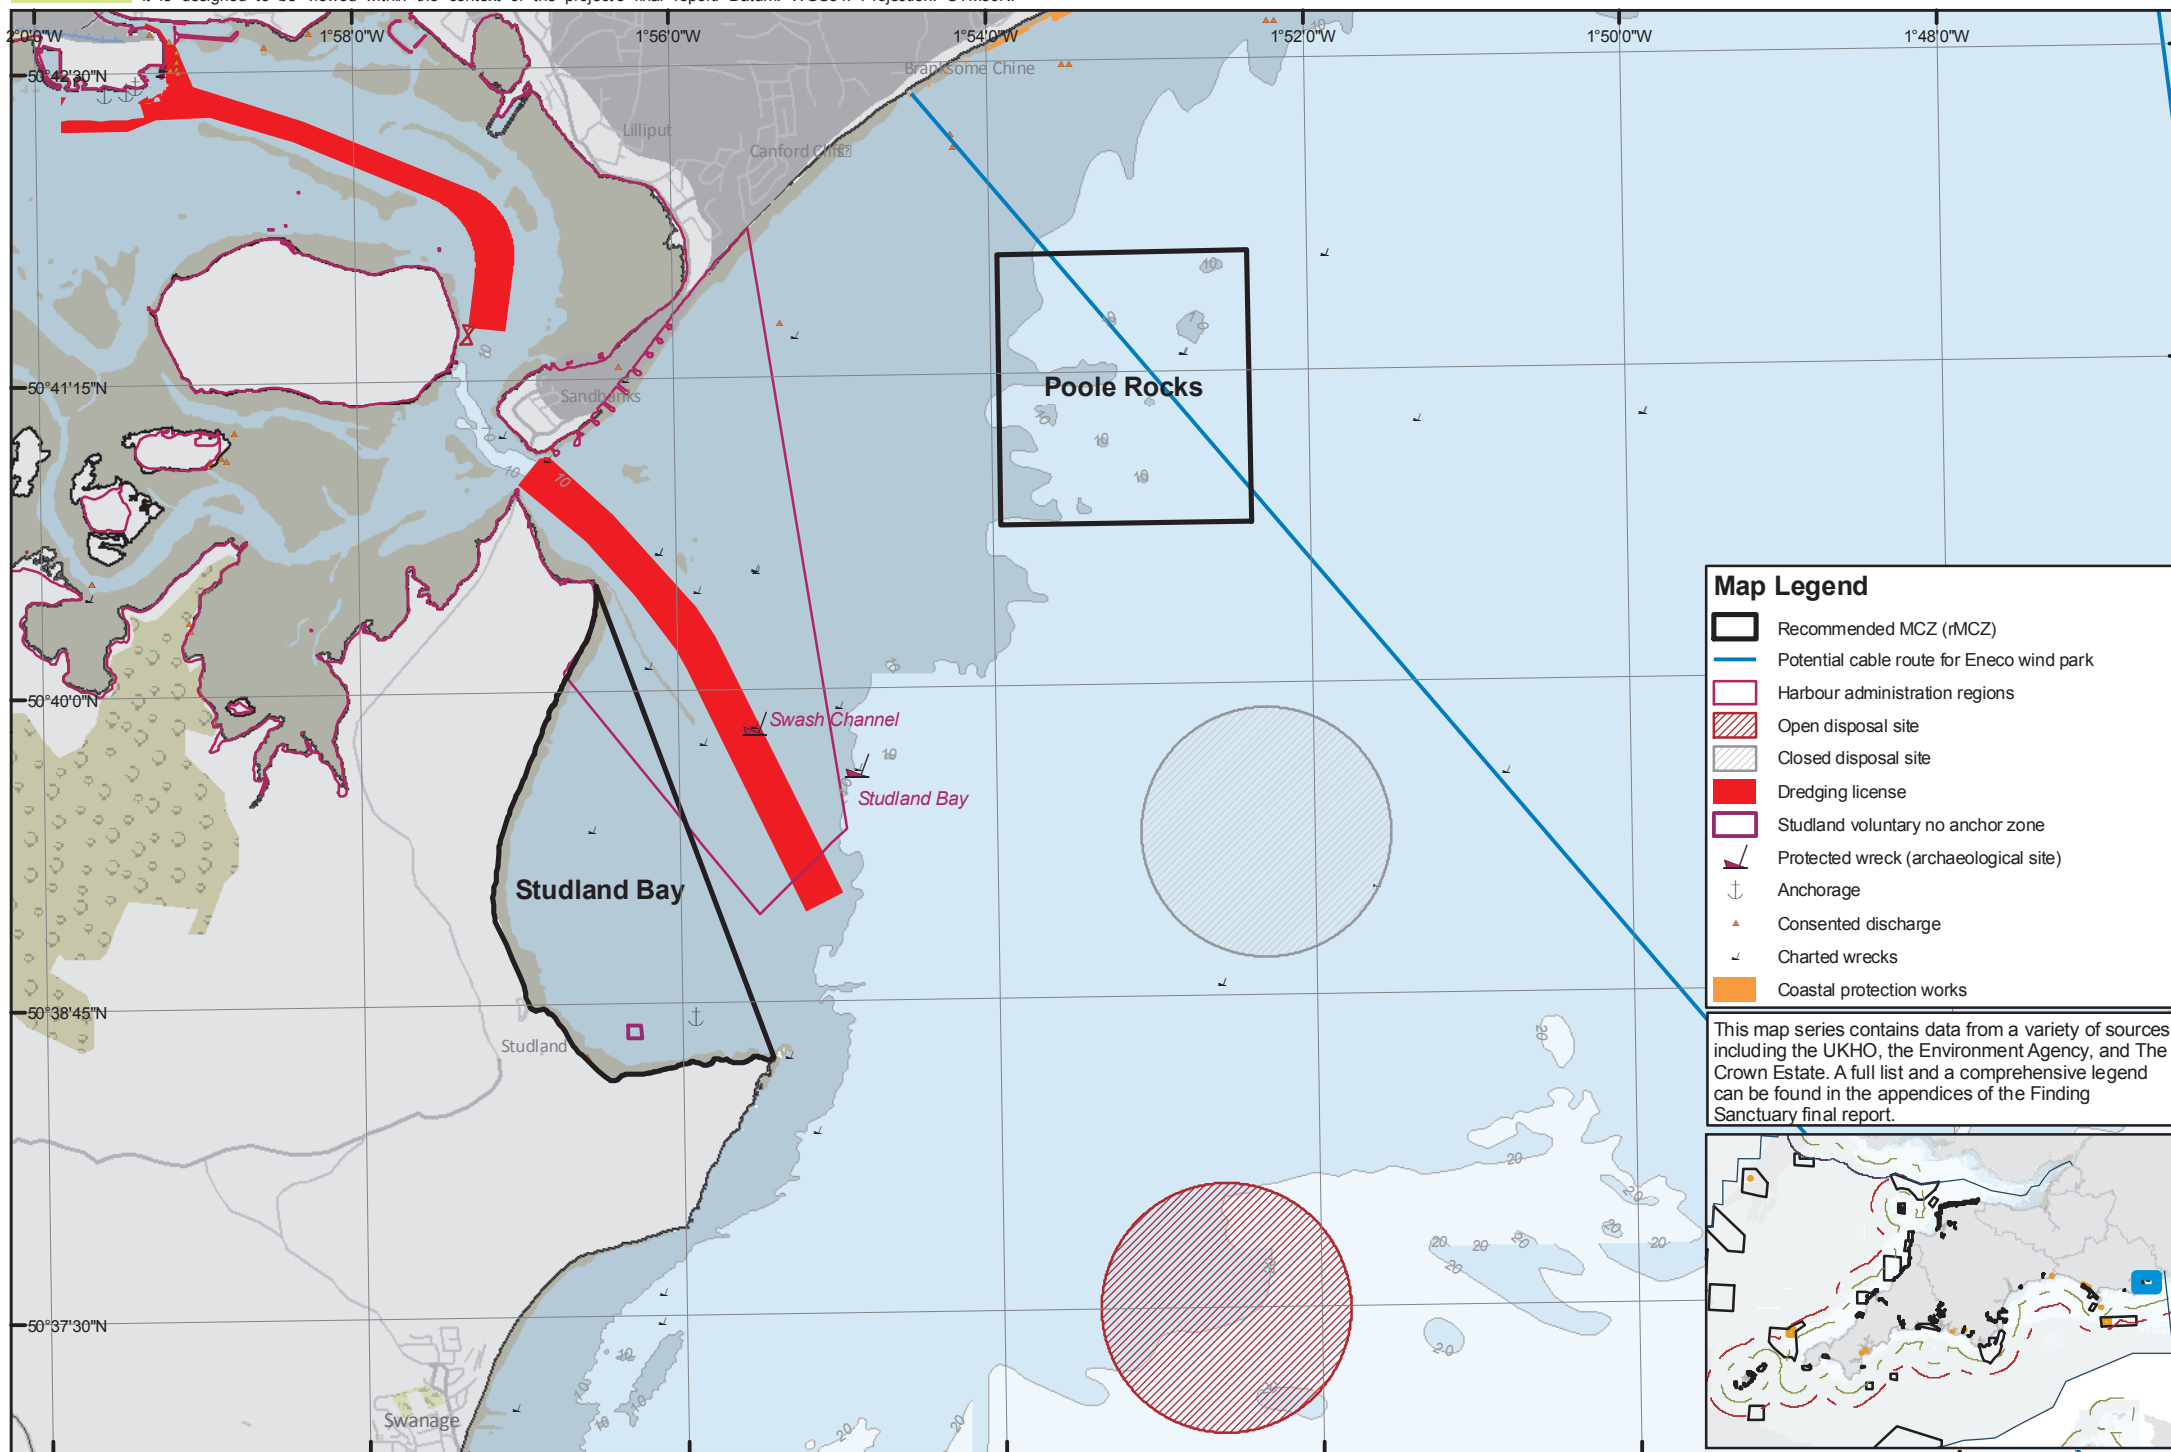 2°0'0"W
1°58'0"W
1°56'0"W
1°54'0"W
1°52'0"W
1°50'0"W
1°48'0"W
50°42'30"N
Branksome Chine
Lilliput
Canford Cliffs
50°41'15"N
Poole Rocks
Sandbanks
50°40'0"N
Swash Channel
Studland Bay
Studland Bay
50°38'45"N
Studland
50°37'30"N
Swanage
Map Legend
Recommended MCZ (rMCZ)
Potential cable route for Eneco wind park
Harbour administration regions
Open disposal site
Closed disposal site
Dredging license
Studland voluntary no anchor zone
Protected wreck (archaeological site)
Anchorage
Consented discharge
Charted wrecks
Coastal protection works
This map series contains data from a variety of sources
including the UKHO, the Environment Agency, and The
Crown Estate. A full list and a comprehensive legend
can be found in the appendices of the Finding
Sanctuary final report.